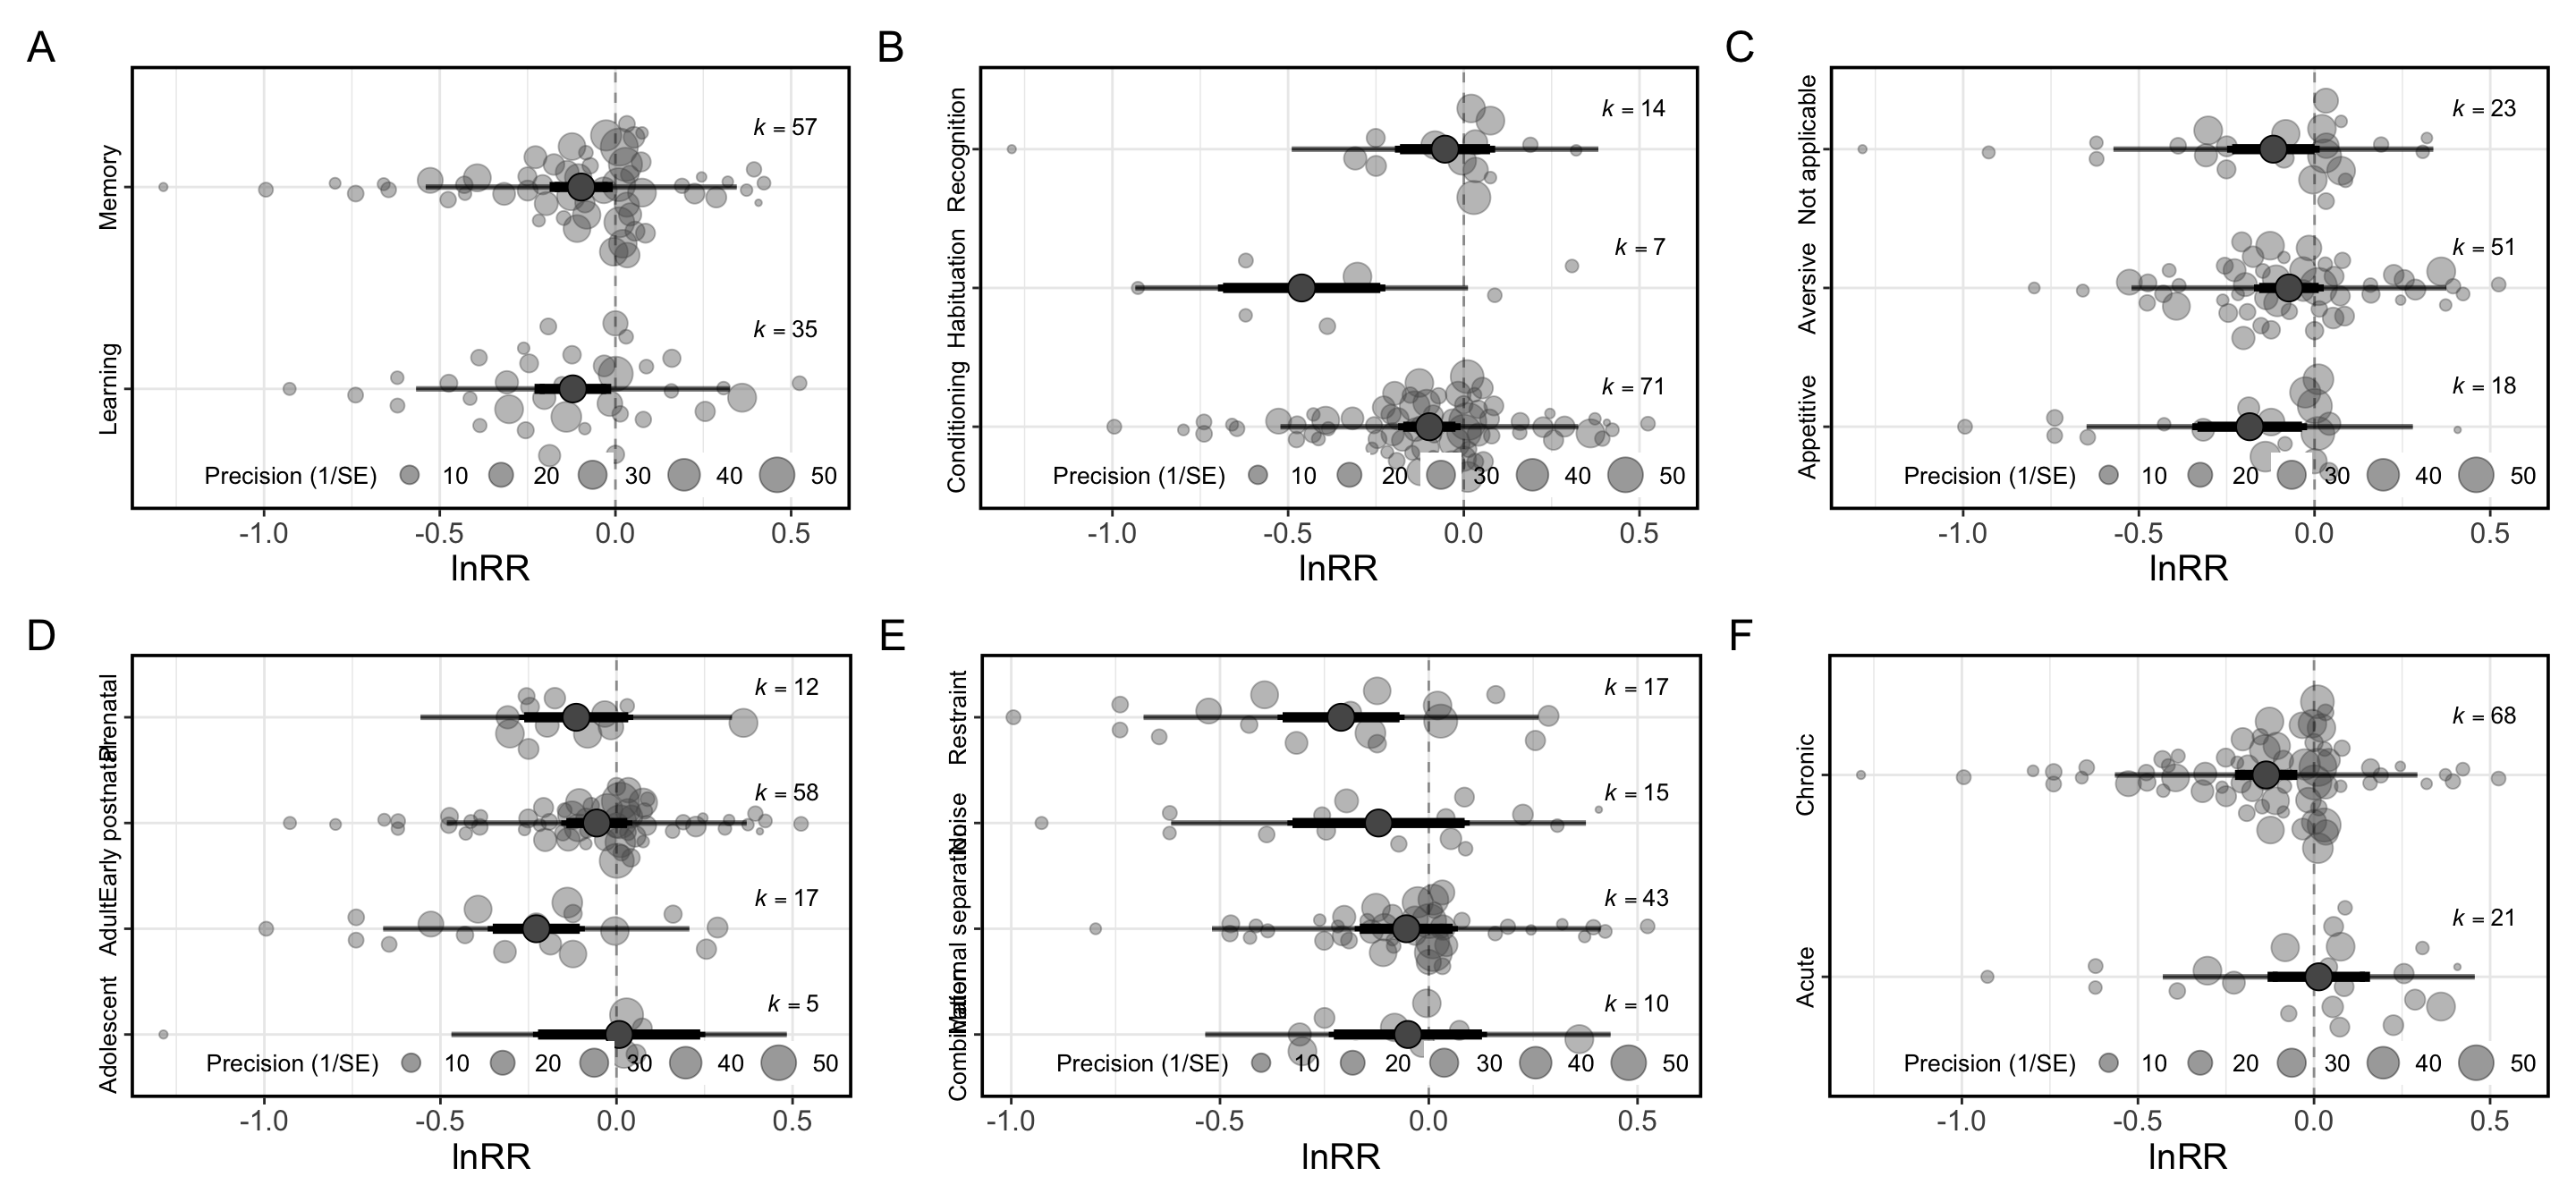 A
Memory
Learning
k = 57
k = 35
Precision (1/SE) 10 20 30 40 50
-1.0 -0.5 0.0 0.5
lnRR
B
Recognition
Habituation
Conditioning
k = 14
k = 7
k = 71
Precision (1/SE) 10 20 30 40 50
-1.0 -0.5 0.0 0.5
lnRR
C
Not applicable
Aversive
Appetitive
k = 23
k = 51
k = 18
Precision (1/SE) 10 20 30 40 50
-1.0 -0.5 0.0 0.5
lnRR
D
Prenatal
Early postnatal
Adult
Adolescent
k = 12
k = 58
k = 17
k = 5
Precision (1/SE) 10 20 30 40 50
-1.0 -0.5 0.0 0.5
lnRR
E
Restraint
Noise
Maternal separation
Combination
k = 17
k = 15
k = 43
k = 10
Precision (1/SE) 10 20 30 40 50
-1.0 -0.5 0.0 0.5
lnRR
F
Chronic
Acute
k = 68
k = 21
Precision (1/SE) 10 20 30 40 50
-1.0 -0.5 0.0 0.5
lnRR